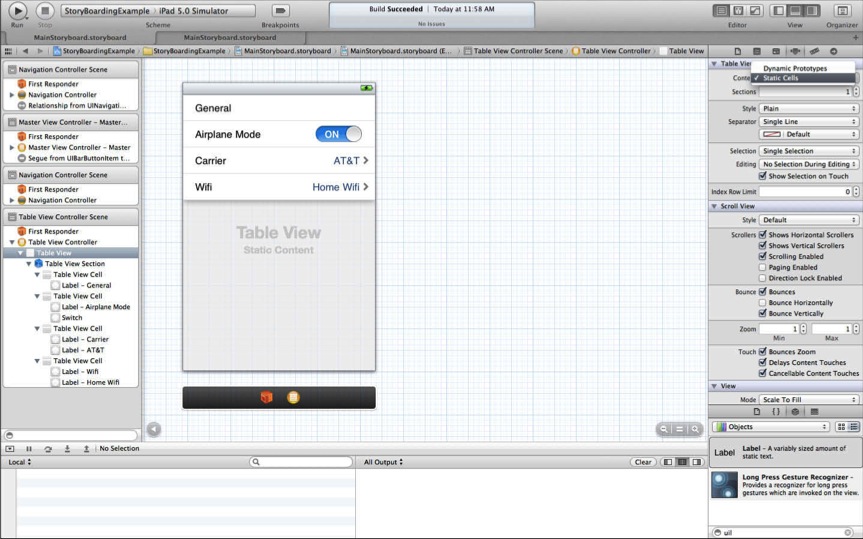 StoryBoardingExample › iPad 5.0 Simulator
Run
Stop
Scheme
Breakpoints
Build Succeeded | Today at 11:58 AM
No Issues
Editor
View
Organizer
MainStoryboard.storyboard
MainStoryboard.storyboard
StoryBoardingExample
StoryBoardingExample
MainStoryboard.storyboard
MainStoryboard.storyboard (E...
Table View Controller Scene
Table View Controller
Table View
Navigation Controller Scene
First Responder
Navigation Controller
Relationship from UINavigati...
Master View Controller - Master...
First Responder
Master View Controller - Master
Segue from UIBarButtonItem t...
Navigation Controller Scene
First Responder
Navigation Controller
Table View Controller Scene
First Responder
Table View Controller
Table View
Table View Section
Table View Cell
Label - General
Table View Cell
Label - Airplane Mode
Switch
Table View Cell
Label - Carrier
Label - AT&T
Table View Cell
Label - Wifi
Label - Home Wifi
General
Airplane Mode ON
Carrier AT&T
Wifi Home Wifi
Table View
Static Content
Table View
Dynamic Prototypes
Conte ✓ Static Cells
Sections 1
Style Plain
Separator Single Line
Default
Selection Single Selection
Editing No Selection During Editing
Show Selection on Touch
Index Row Limit 0
Scroll View
Style Default
Scrollers Shows Horizontal Scrollers
Shows Vertical Scrollers
Scrolling Enabled
Paging Enabled
Direction Lock Enabled
Bounce Bounces
Bounce Horizontally
Bounce Vertically
Zoom 1 1
Min Max
Touch Bounces Zoom
Delays Content Touches
Cancellable Content Touches
View
Mode Scale To Fill
{ }
Objects
Label Label - A variably sized amount of
static text.
Long Press Gesture Recognizer -
Provides a recognizer for long press
gestures which are invoked on the view.
uil
No Selection
Local
All Output
Clear